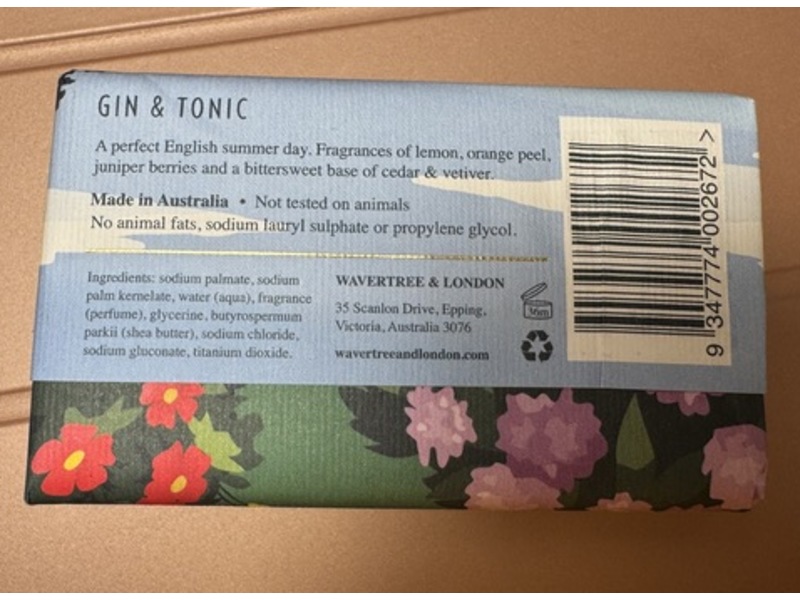 GIN & TONIC
A perfect English summer day. Fragrances of lemon, orange peel,
juniper berries and a bittersweet base of cedar & vetiver.
Made in Australia • Not tested on animals
No animal fats, sodium lauryl sulphate or propylene glycol.
Ingredients: sodium palmate, sodium
palm kernelate, water (aqua), fragrance
(perfume), glycerine, butyrospermum
parkii (shea butter), sodium chloride,
sodium gluconate, titanium dioxide.
WAVERTREE & LONDON
35 Scanlon Drive, Epping,
Victoria, Australia 3076
wavertreeandlondon.com
36m
9 347774 002672 >